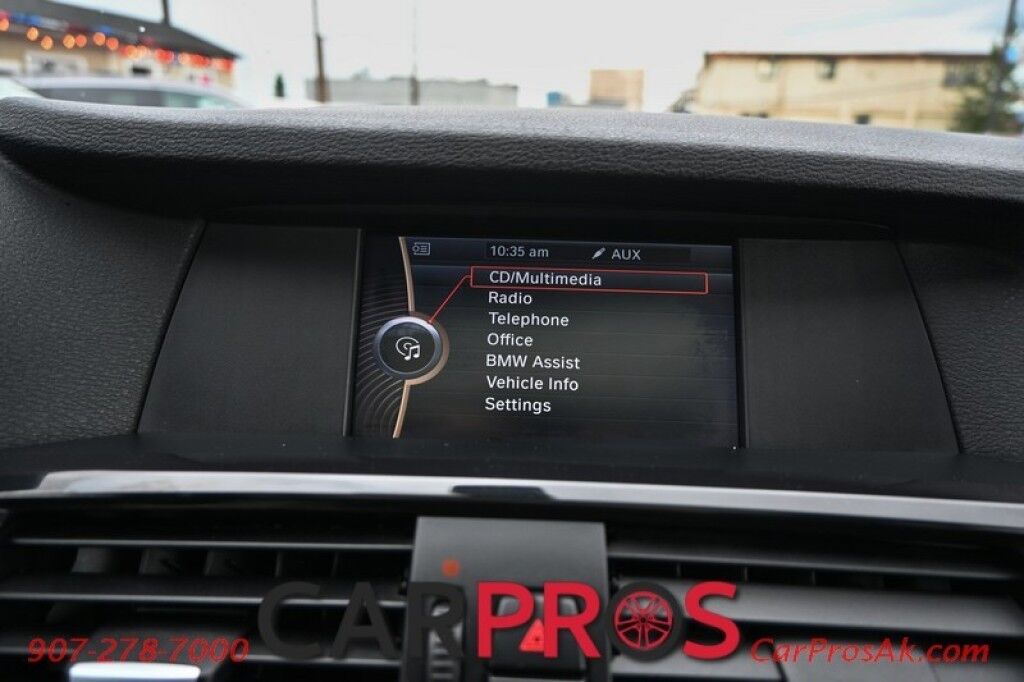 10:35 am AUX
CD/Multimedia
Radio
Telephone
Office
BMW Assist
Vehicle Info
Settings
CARPROS
907-278-7000
CarProsAk.com